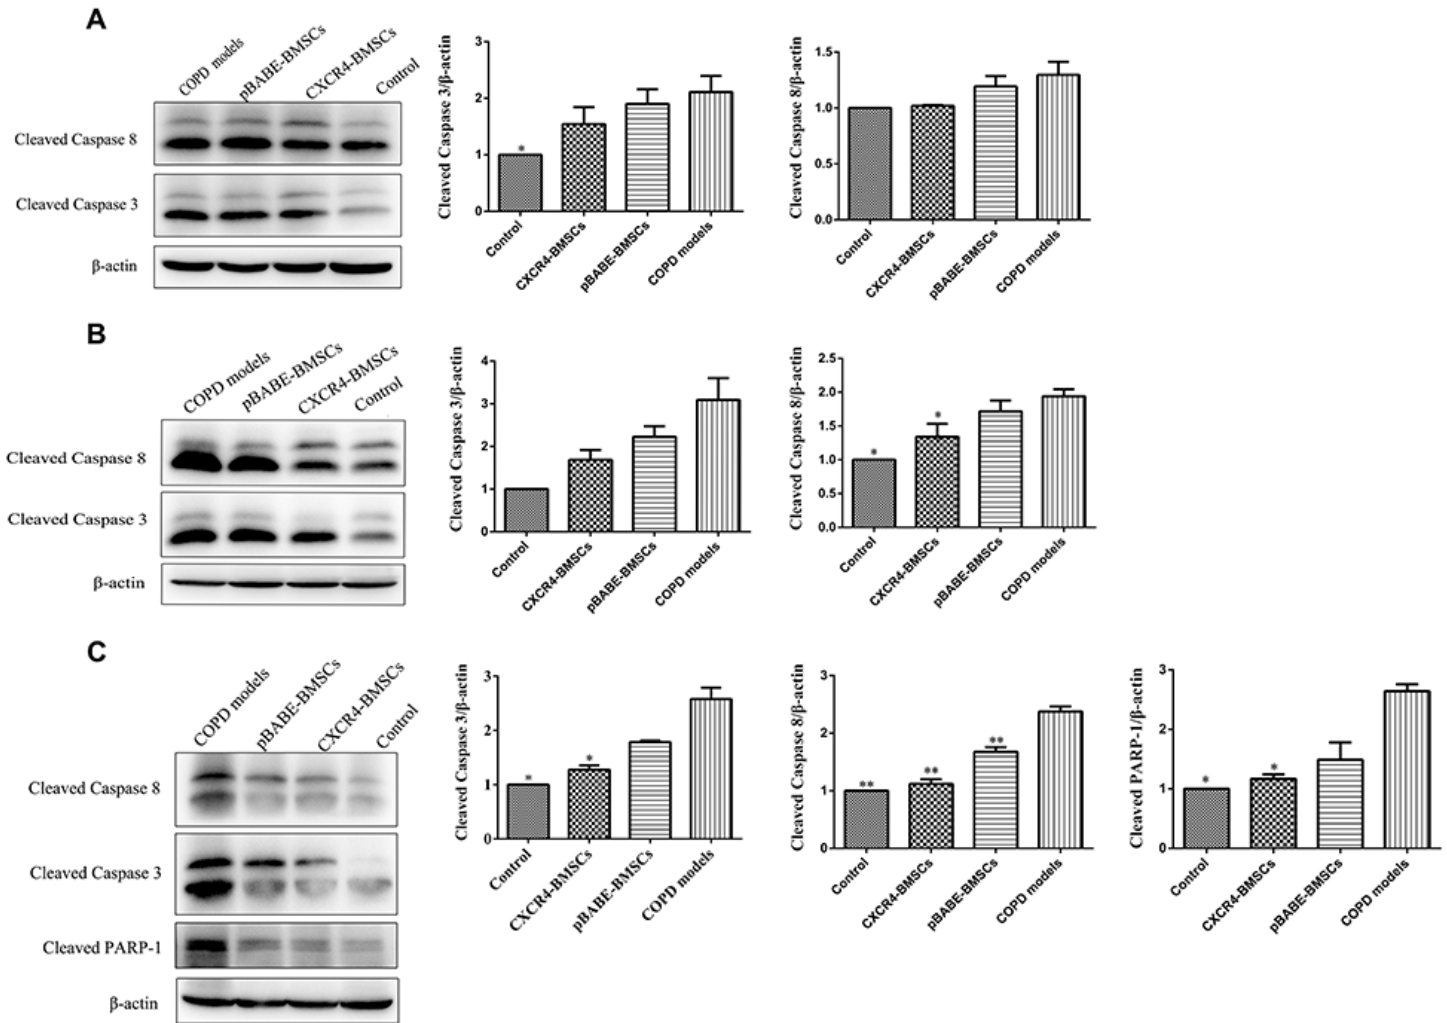 A
COPD models
pBABE-BMSCs
CXCR4-BMSCs
Control
Cleaved Caspase 8
Cleaved Caspase 3
β-actin
Cleaved Caspase 3/β-actin
3
2
1
0
*
Control
CXCR4-BMSCs
pBABE-BMSCs
COPD models
Cleaved Caspase 8/β-actin
1.5
1.0
0.5
0.0
Control
CXCR4-BMSCs
pBABE-BMSCs
COPD models
B
COPD models
pBABE-BMSCs
CXCR4-BMSCs
Control
Cleaved Caspase 8
Cleaved Caspase 3
β-actin
Cleaved Caspase 3/β-actin
4
3
2
1
0
Control
CXCR4-BMSCs
pBABE-BMSCs
COPD models
Cleaved Caspase 8/β-actin
2.5
2.0
1.5
1.0
0.5
0.0
*
*
Control
CXCR4-BMSCs
pBABE-BMSCs
COPD models
C
COPD models
pBABE-BMSCs
CXCR4-BMSCs
Control
Cleaved Caspase 8
Cleaved Caspase 3
Cleaved PARP-1
β-actin
Cleaved Caspase 3/β-actin
3
2
1
0
*
*
Control
CXCR4-BMSCs
pBABE-BMSCs
COPD models
Cleaved Caspase 8/β-actin
3
2
1
0
**
**
**
Control
CXCR4-BMSCs
pBABE-BMSCs
COPD models
Cleaved PARP-1/β-actin
3
2
1
0
*
*
Control
CXCR4-BMSCs
pBABE-BMSCs
COPD models